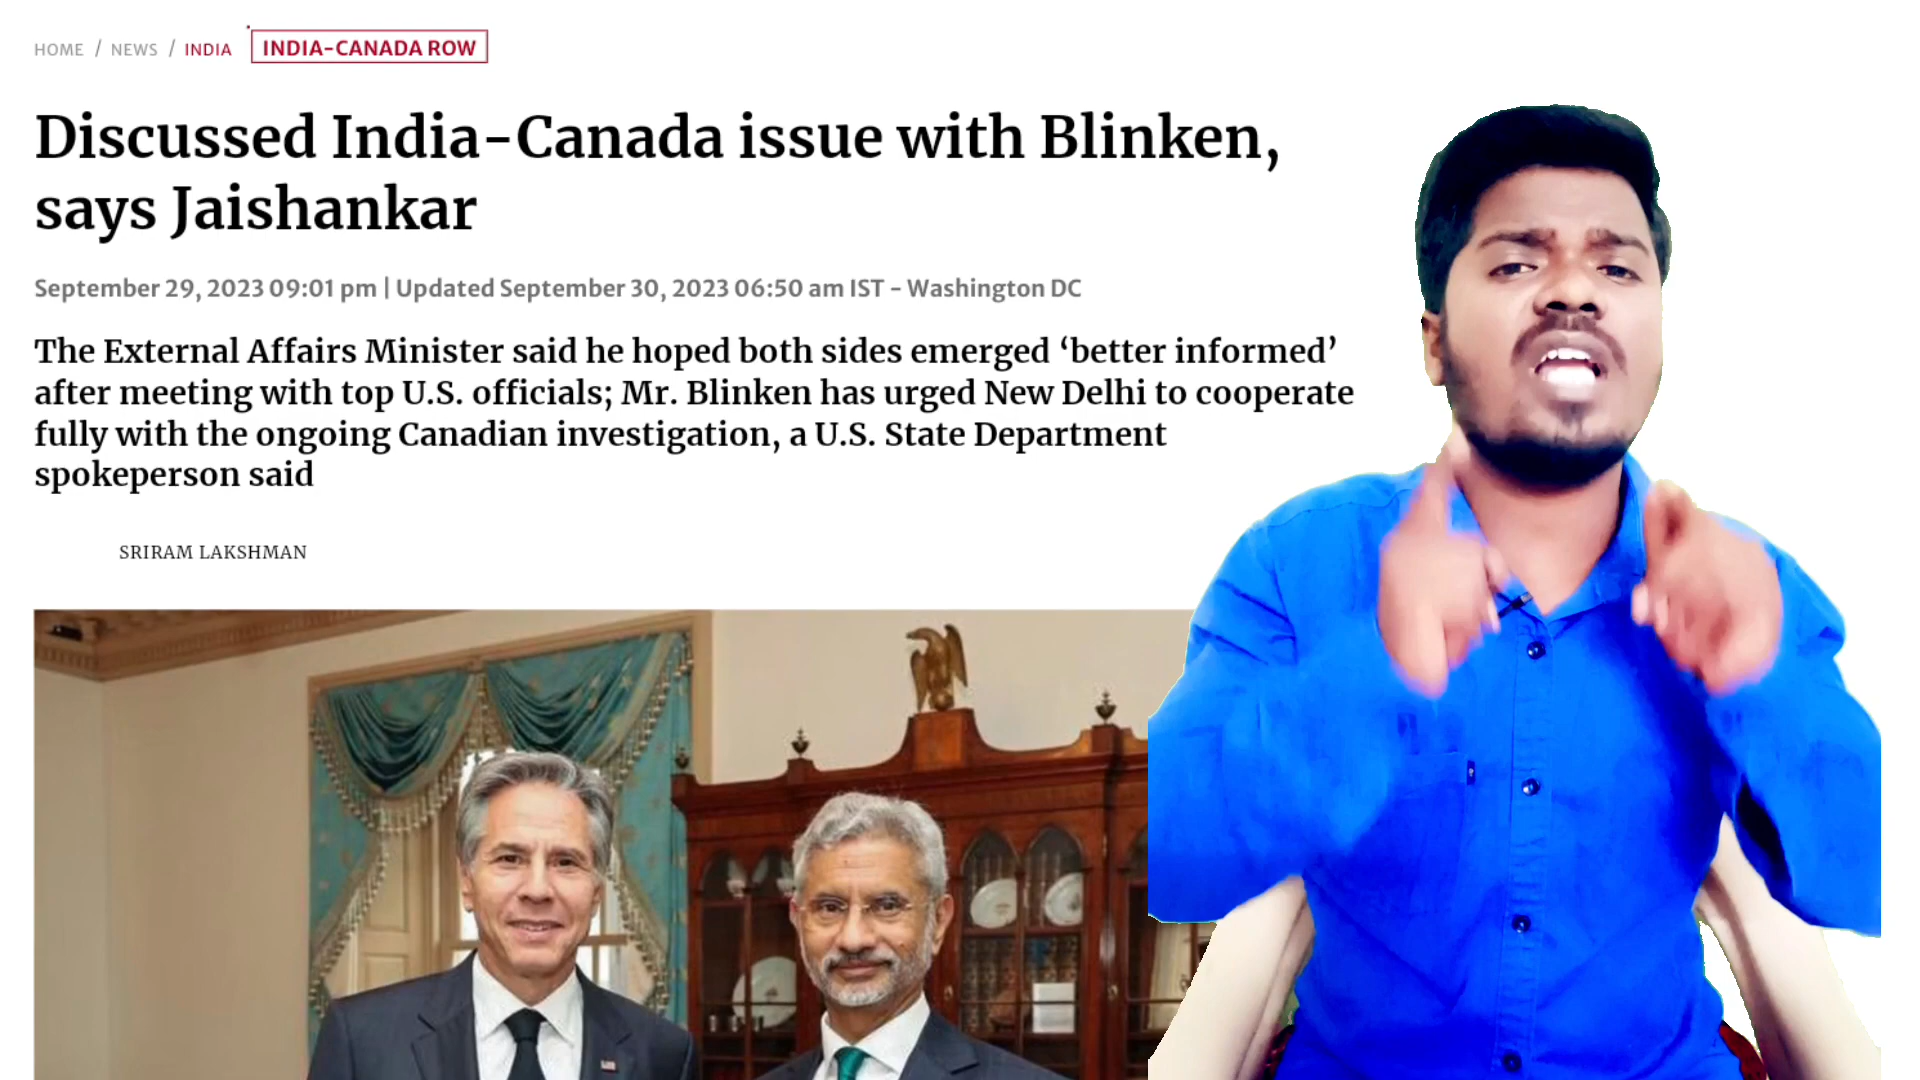 HOME / NEWS / INDIA INDIA-CANADA ROW
Discussed India-Canada issue with Blinken,
says Jaishankar
September 29, 2023 09:01 pm | Updated September 30, 2023 06:50 am IST - Washington DC
The External Affairs Minister said he hoped both sides emerged ‘better informed’
after meeting with top U.S. officials; Mr. Blinken has urged New Delhi to cooperate
fully with the ongoing Canadian investigation, a U.S. State Department
spokeperson said
SRIRAM LAKSHMAN